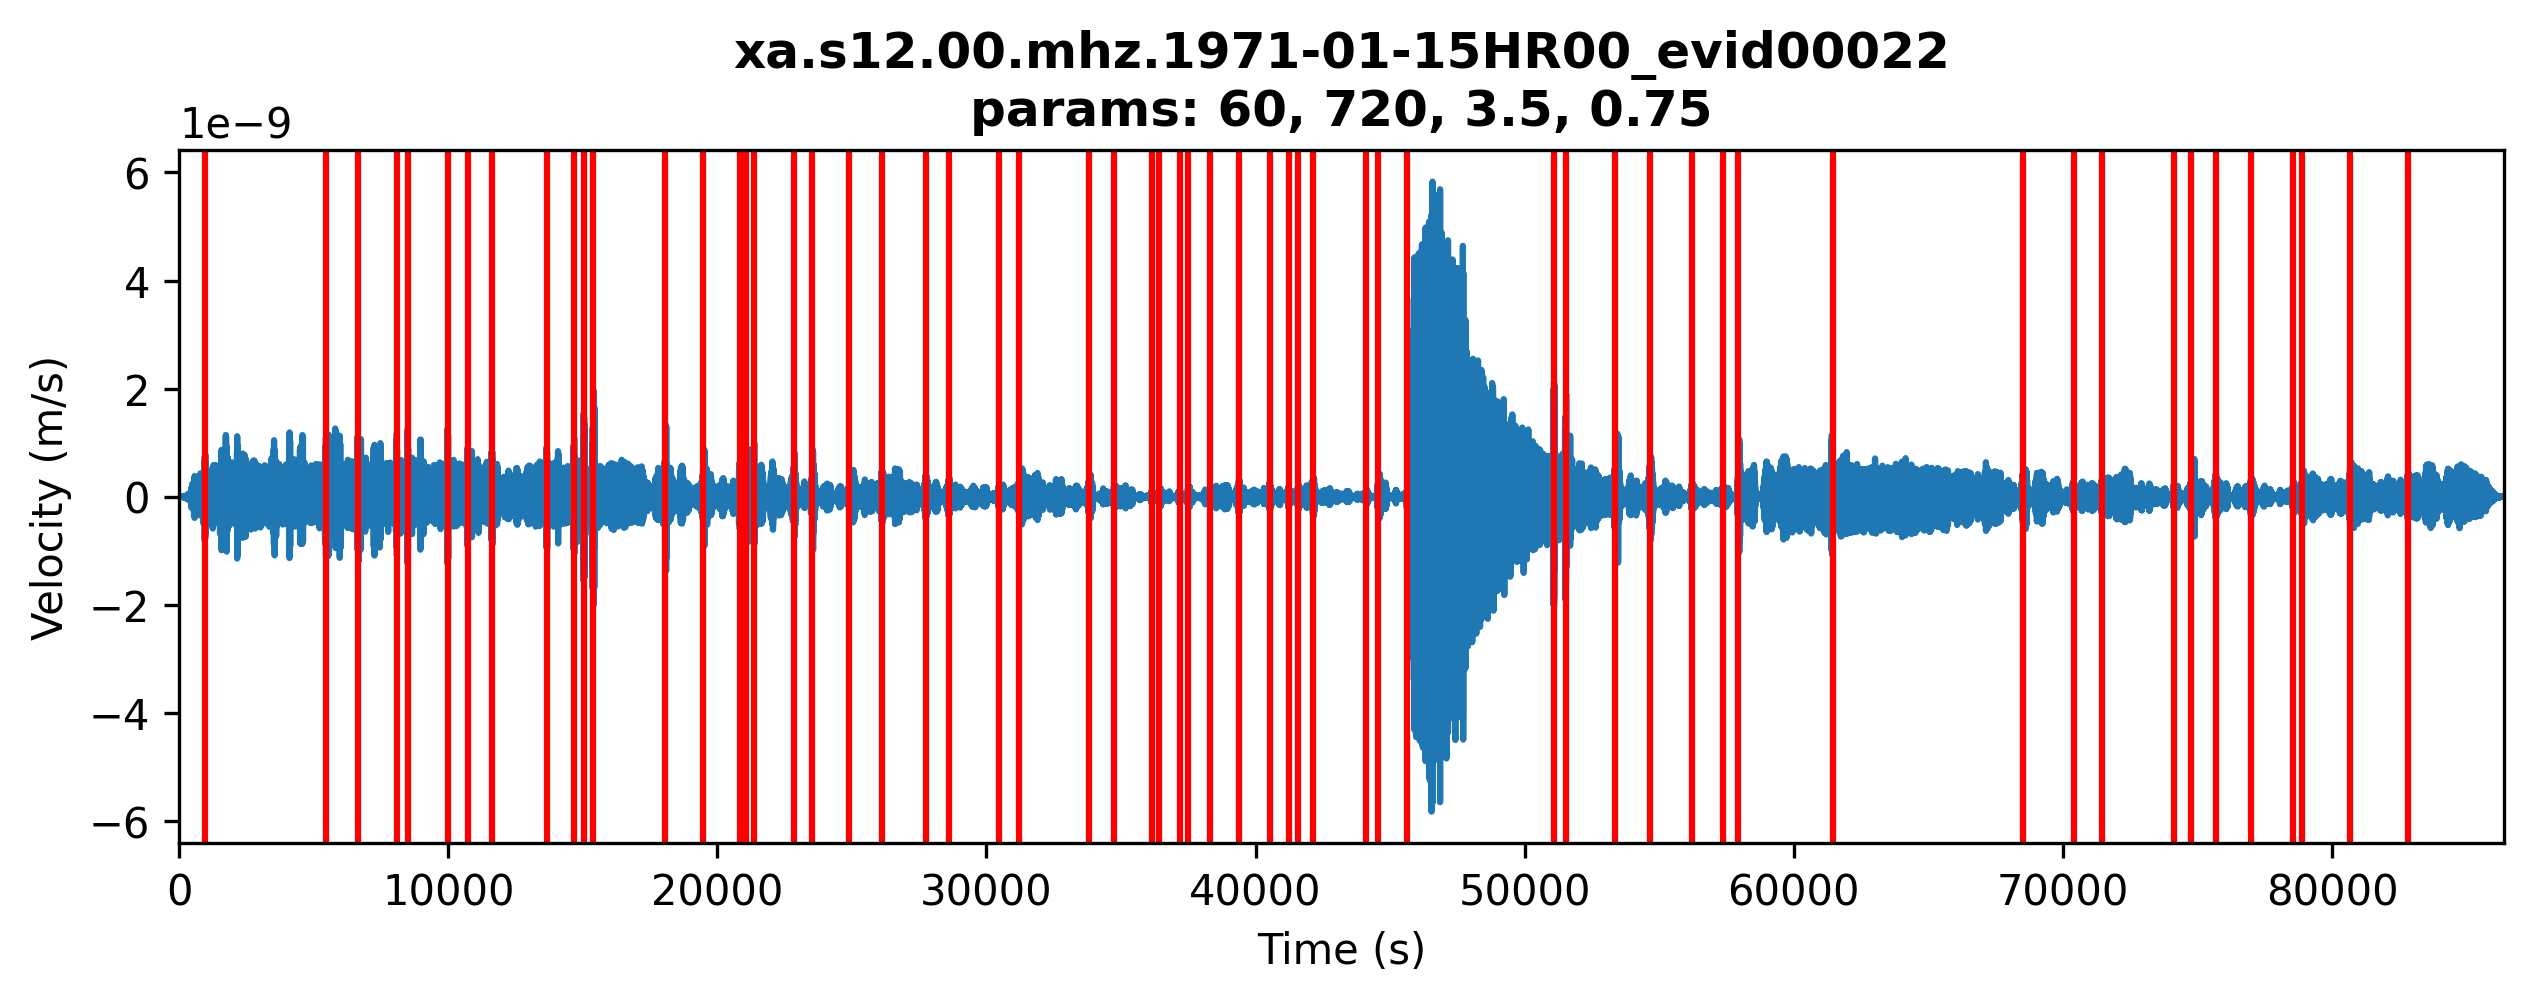 xa.s12.00.mhz.1971-01-15HR00_evid00022
params: 60, 720, 3.5, 0.75
1e−9
6
4
2
0
−2
−4
−6
Velocity (m/s)
0 10000 20000 30000 40000 50000 60000 70000 80000
Time (s)